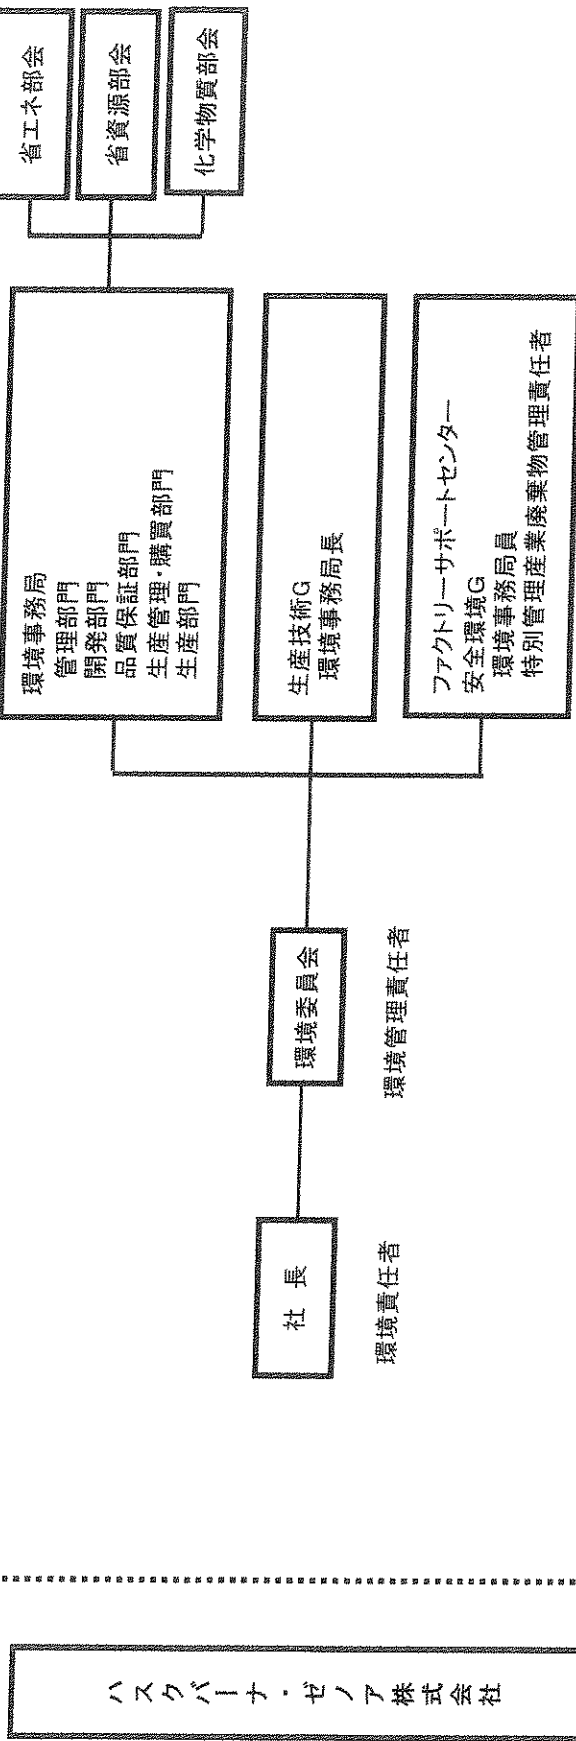 ハスクバーナ・ゼノア株式会社
社長
環境責任者
環境委員会
環境管理責任者
環境事務局
管理部門
開発部門
品質保証部門
生産管理・購買部門
生産部門
生産技術G
環境事務局長
ファクトリーサポートセンター
安全環境G
環境事務局員
特別管理産業廃棄物管理責任者
省エネ部会
省資源部会
化学物質部会